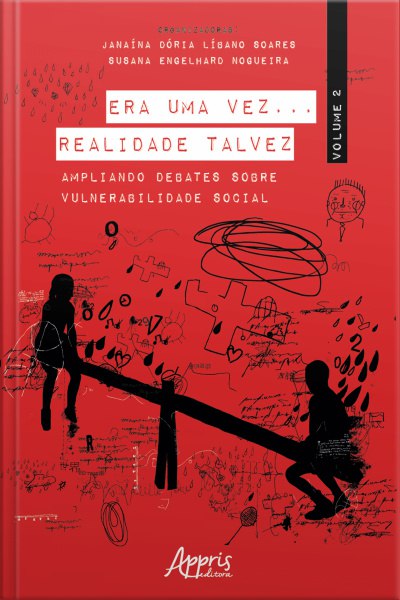 ORGANIZADORAS:
JANAÍNA DÓRIA LÍBANO SOARES
SUSANA ENGELHARD NOGUEIRA
ERA UMA VEZ...
REALIDADE TALVEZ
AMPLIANDO DEBATES SOBRE
VULNERABILIDADE SOCIAL
VOLUME 2
Appris
editora